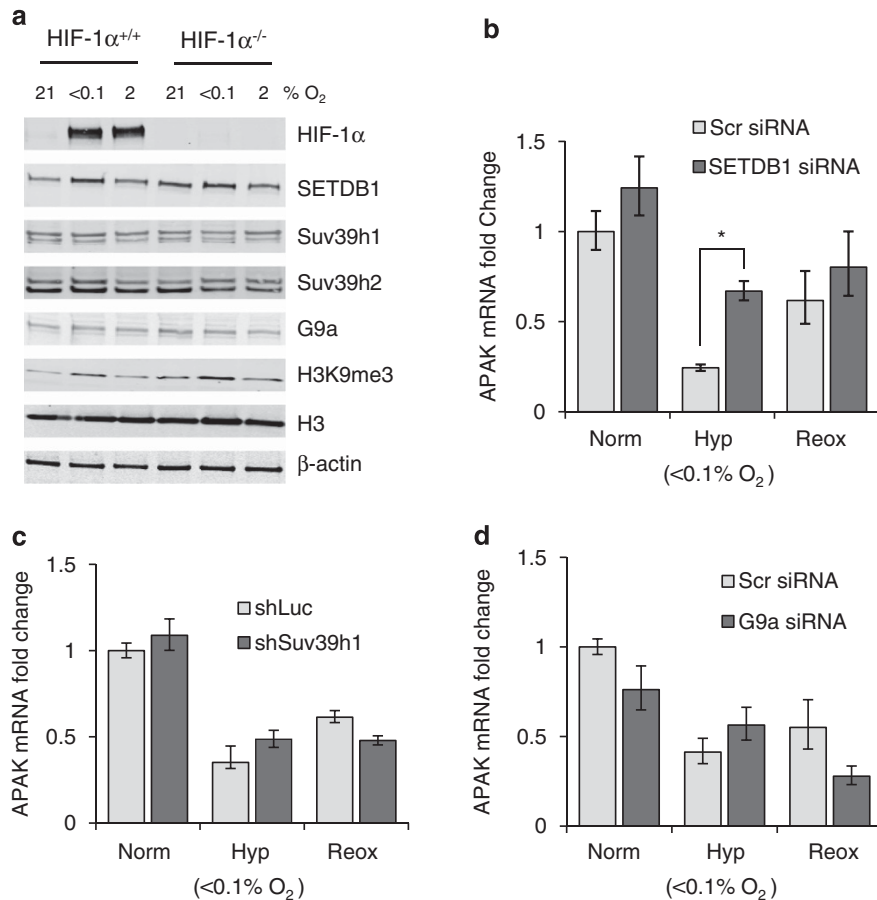 a
HIF-1α+/+ HIF-1α-/-
21 <0.1 2 21 <0.1 2 % O2
HIF-1α
SETDB1
Suv39h1
Suv39h2
G9a
H3K9me3
H3
β-actin
b
APAK mRNA fold Change
1.5
1
0.5
0
Scr siRNA
SETDB1 siRNA
*
Norm Hyp Reox
(<0.1% O2)
c
APAK mRNA fold change
1.5
1
0.5
0
shLuc
shSuv39h1
Norm Hyp Reox
(<0.1% O2)
d
APAK mRNA fold change
1.5
1
0.5
0
Scr siRNA
G9a siRNA
Norm Hyp Reox
(<0.1% O2)